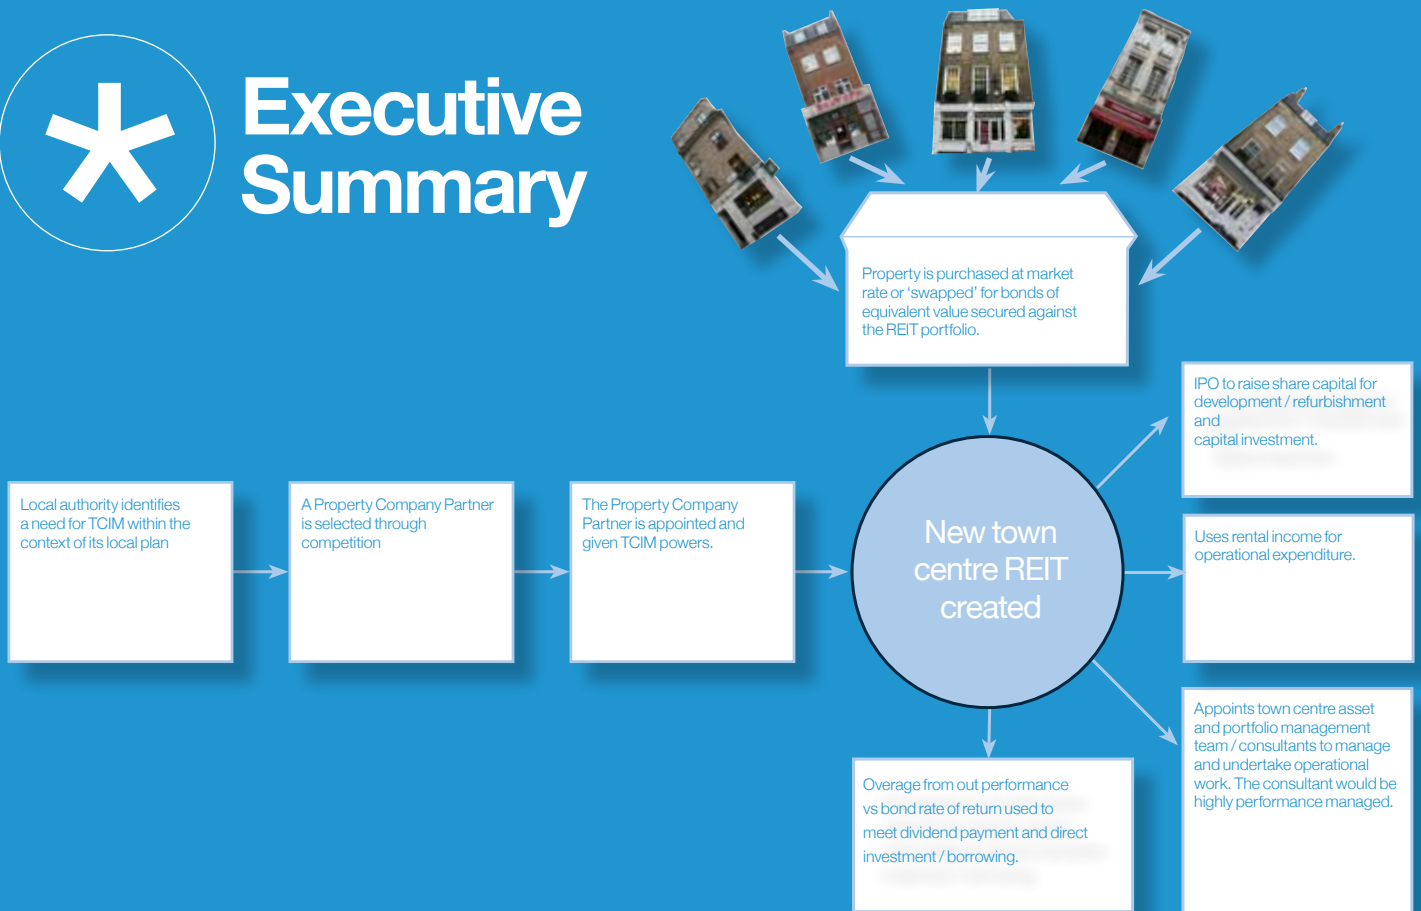 Executive
Summary
Property is purchased at market
rate or ‘swapped’ for bonds of
equivalent value secured against
the REIT portfolio.
Local authority identifies
a need for TCIM within the
context of its local plan
A Property Company Partner
is selected through
competition
The Property Company
Partner is appointed and
given TCIM powers.
New town
centre REIT
created
IPO to raise share capital for
development / refurbishment
and
capital investment.
Uses rental income for
operational expenditure.
Appoints town centre asset
and portfolio management
team / consultants to manage
and undertake operational
work. The consultant would be
highly performance managed.
Overage from out performance
vs bond rate of return used to
meet dividend payment and direct
investment / borrowing.